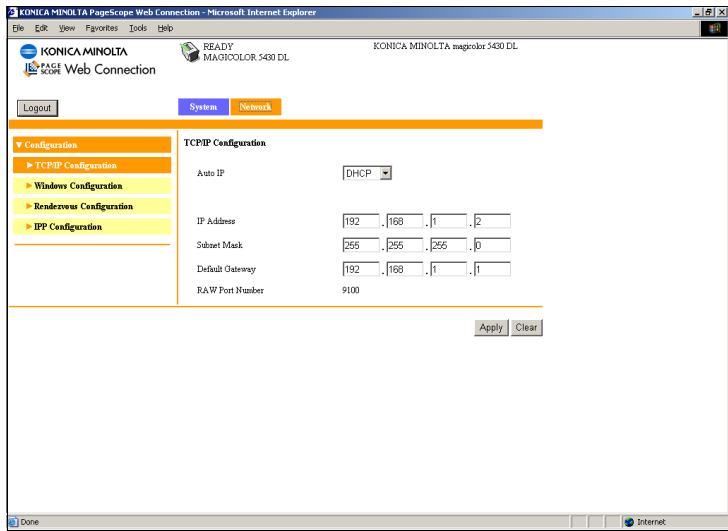 KONICA MINOLTA PageScope Web Connection - Microsoft Internet Explorer
File Edit View Favorites Tools Help
KONICA MINOLTA
PAGE SCOPE Web Connection
READY
MAGICOLOR 5430 DL
KONICA MINOLTA magicolor 5430 DL
Logout
System Network
Configuration
TCP/IP Configuration
Windows Configuration
Rendezvous Configuration
IPP Configuration
TCP/IP Configuration
Auto IP DHCP
IP Address 192 . 168 . 1 . 2
Subnet Mask 255 . 255 . 255 . 0
Default Gateway 192 . 168 . 1 . 1
RAW Port Number 9100
Apply Clear
Done Internet